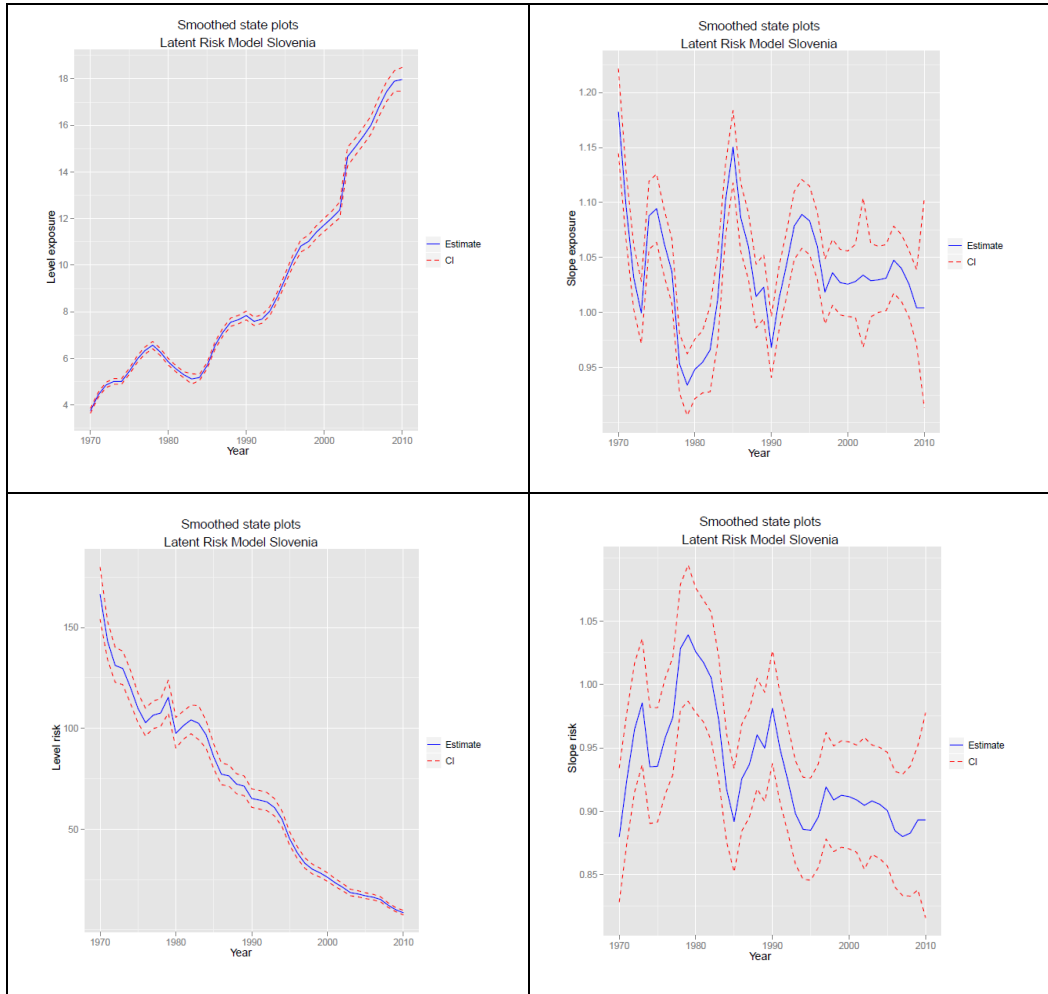 Smoothed state plots
Latent Risk Model Slovenia
Level exposure
18
16
14
12
10
8
6
4
1970 1980 1990 2000 2010
Year
Estimate
CI
Smoothed state plots
Latent Risk Model Slovenia
Slope exposure
1.20
1.15
1.10
1.05
1.00
0.95
1970 1980 1990 2000 2010
Year
Estimate
CI
Smoothed state plots
Latent Risk Model Slovenia
Level risk
150
100
50
1970 1980 1990 2000 2010
Year
Estimate
CI
Smoothed state plots
Latent Risk Model Slovenia
Slope risk
1.05
1.00
0.95
0.90
0.85
1970 1980 1990 2000 2010
Year
Estimate
CI